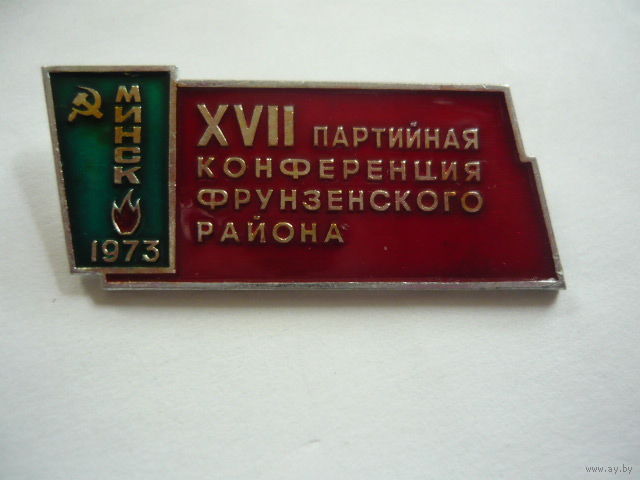 МИНСК
1973
XVII ПАРТИЙНАЯ
КОНФЕРЕНЦИЯ
ФРУНЗЕНСКОГО
РАЙОНА
www.ay.by